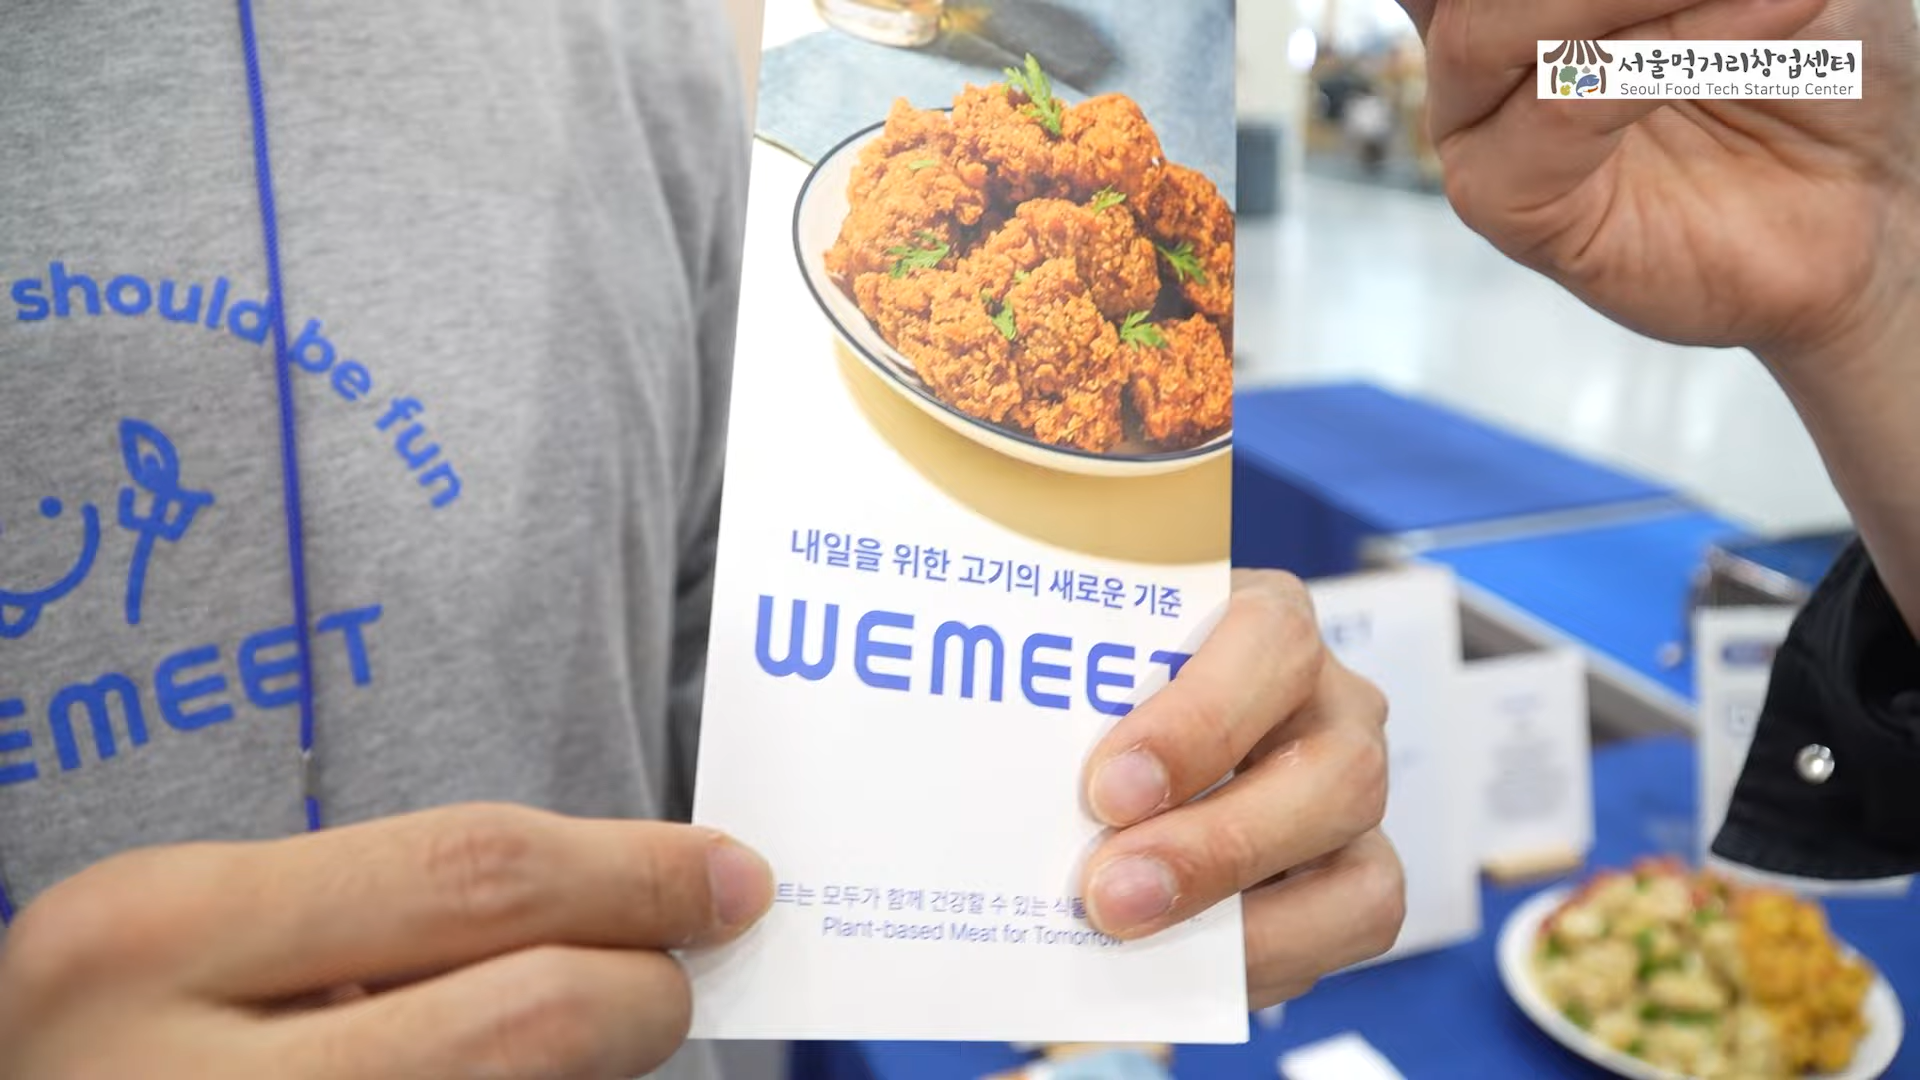 서울먹거리창업센터
Seoul Food Tech Startup Center
should be fun
EMEET
내일을 위한 고기의 새로운 기준
WEMEET
트는 모두가 함께 건강할 수 있는
Plant-based Meat for Tomorrow